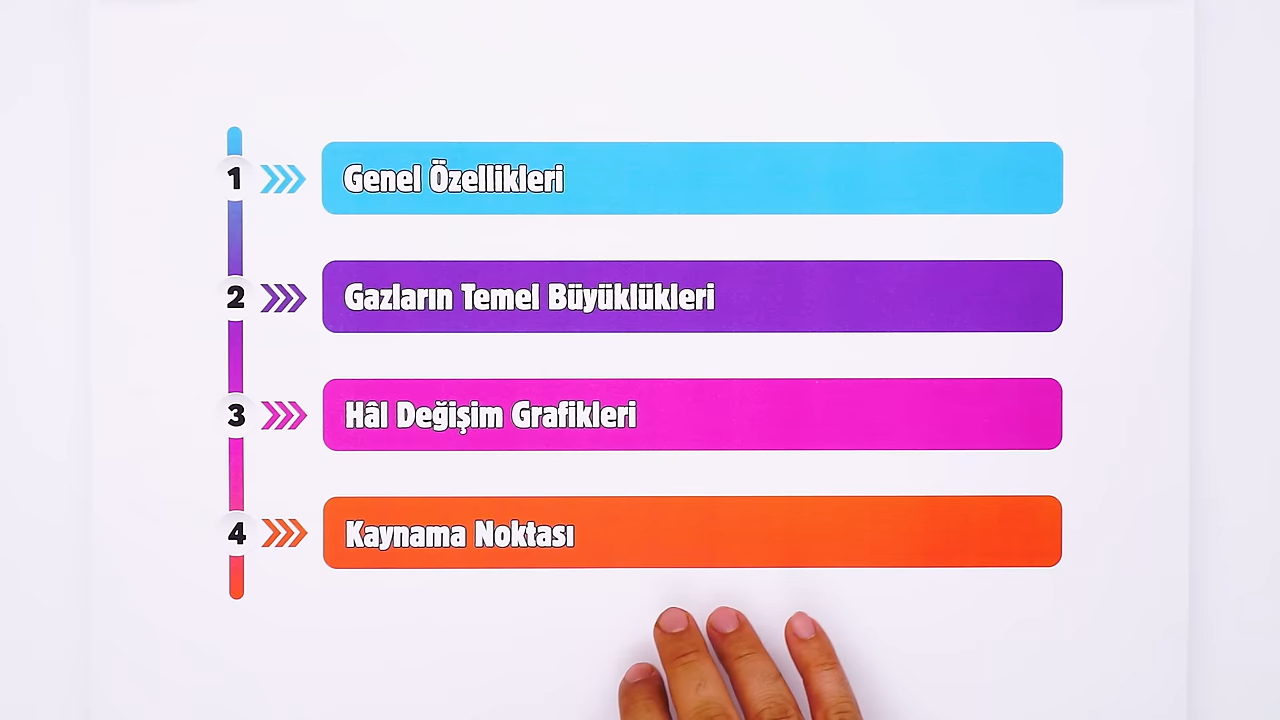 1 Genel Özellikleri
2 Gazların Temel Büyüklükleri
3 Hâl Değişim Grafikleri
4 Kaynama Noktası